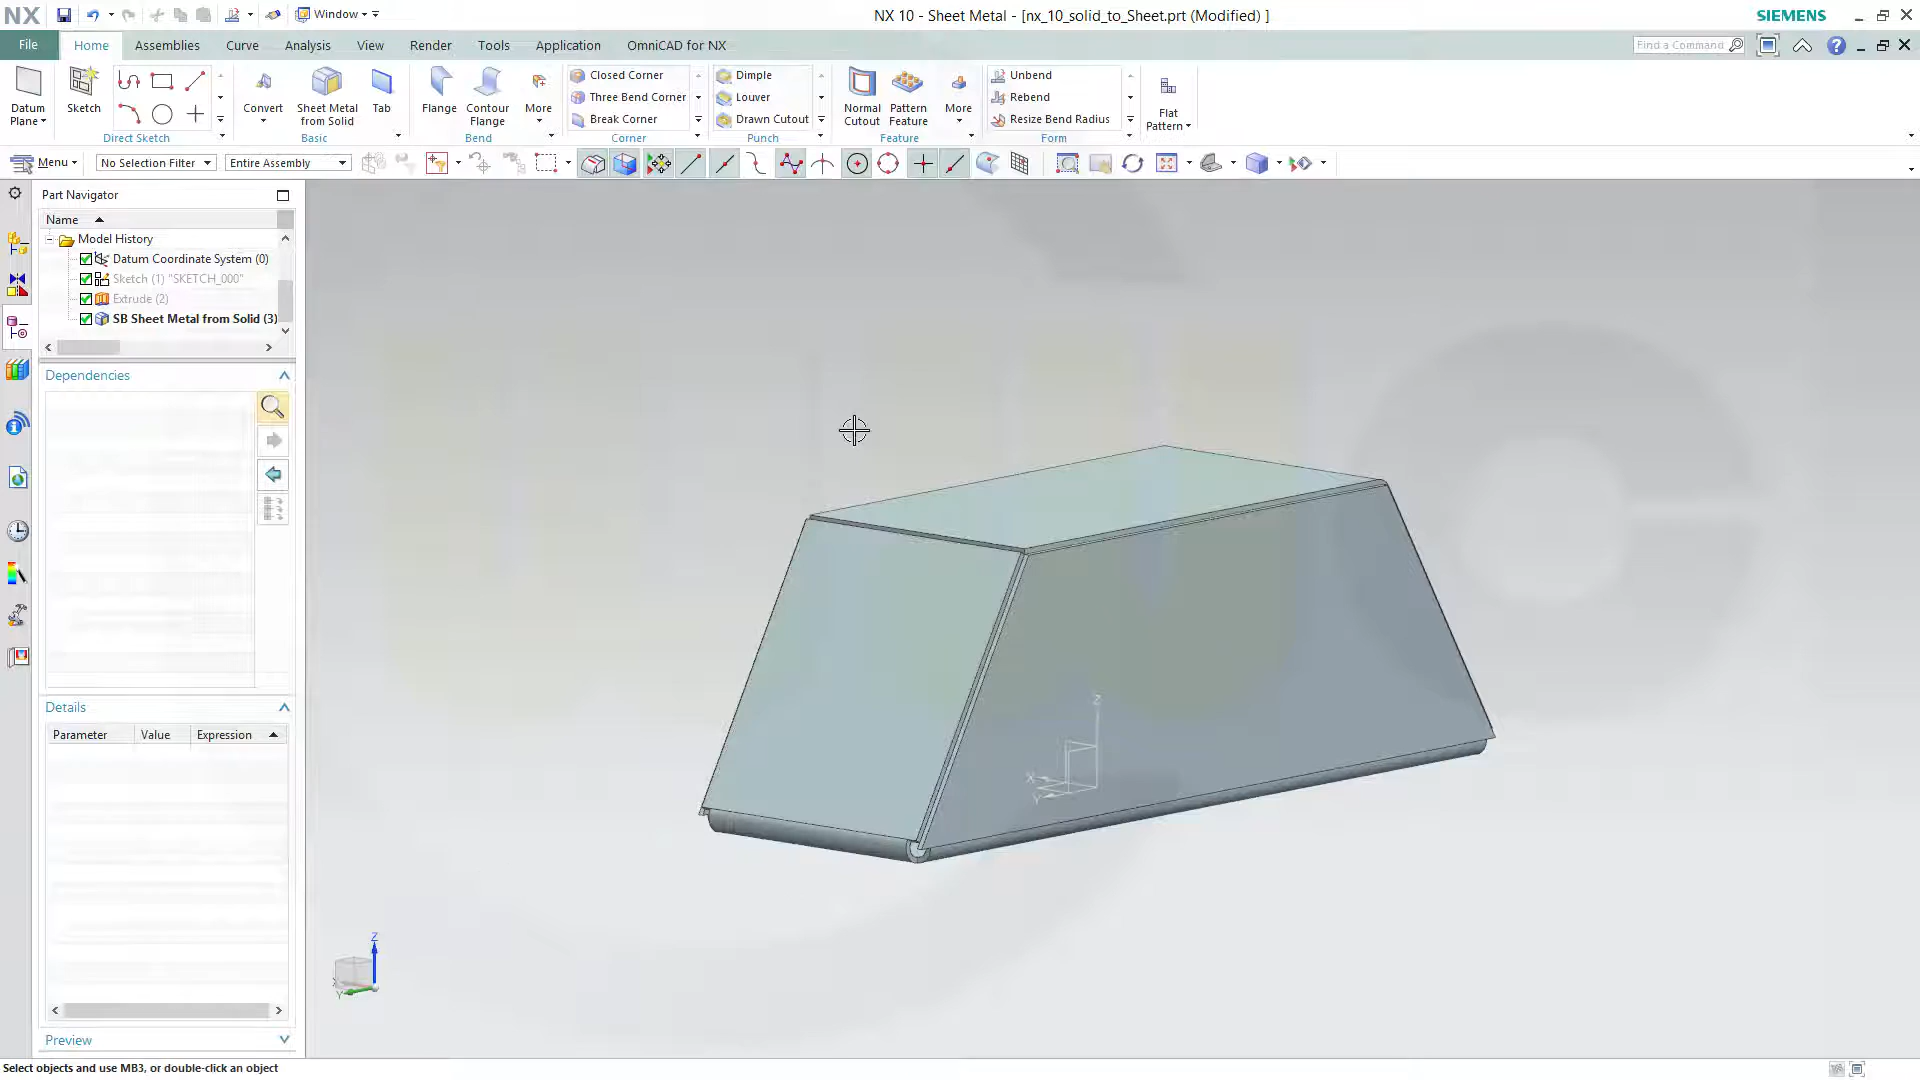 NX Window NX 10 - Sheet Metal - [nx_10_solid_to_Sheet.prt (Modified) ] SIEMENS
File Home Assemblies Curve Analysis View Render Tools Application OmniCAD for NX Find a Command
Datum Plane
Sketch
Direct Sketch
Convert
Sheet Metal from Solid
Tab
Basic
Flange
Contour Flange
More
Bend
Closed Corner
Three Bend Corner
Break Corner
Corner
Dimple
Louver
Drawn Cutout
Punch
Normal Cutout
Pattern Feature
More
Feature
Unbend
Rebend
Resize Bend Radius
Form
Flat Pattern
Menu No Selection Filter Entire Assembly
Part Navigator
Name
Model History
Datum Coordinate System (0)
Sketch (1) "SKETCH_000"
Extrude (2)
SB Sheet Metal from Solid (3)
Dependencies
Details
Parameter Value Expression
Preview
Z
X
Y
Z
Y
Select objects and use MB3, or double-click an object